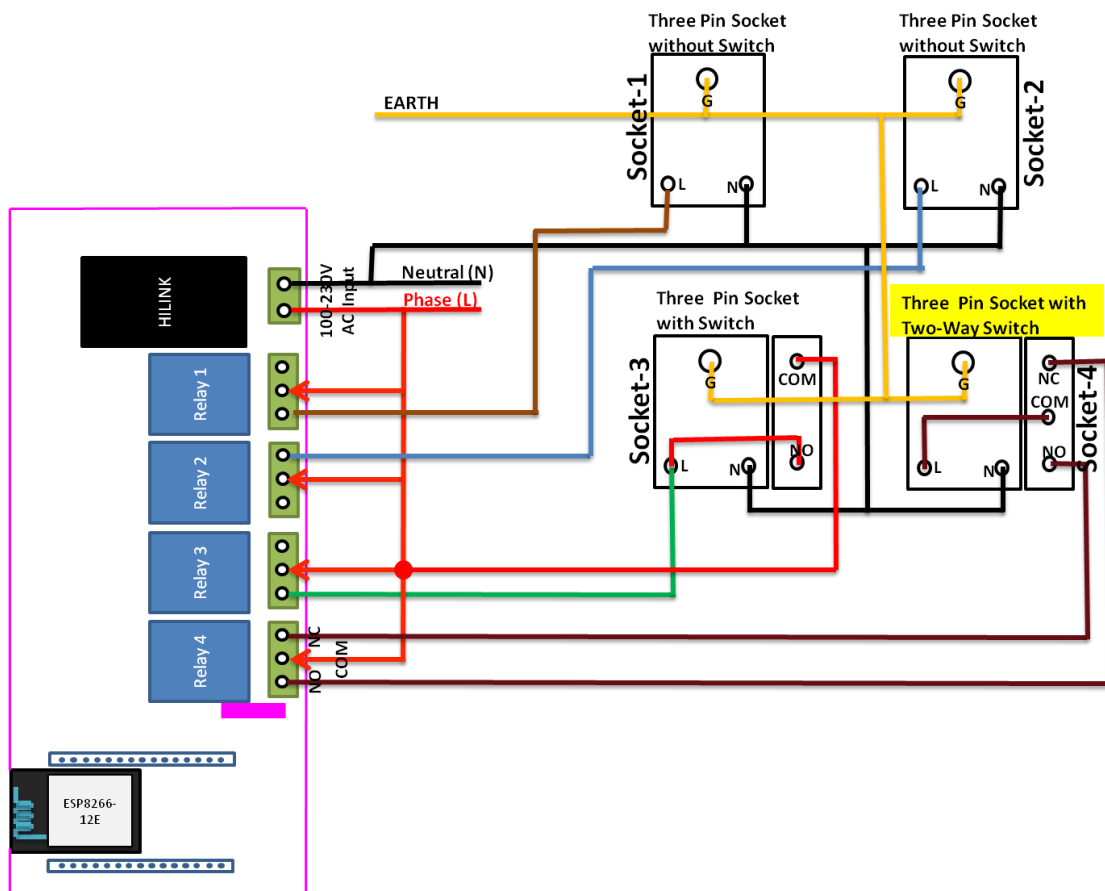 Three Pin Socket
without Switch
Three Pin Socket
without Switch
EARTH
G
G
Socket-1
Socket-2
L
N
L
N
HILINK
100-230V
AC Input
Neutral (N)
Phase (L)
Three Pin Socket
with Switch
Three Pin Socket with
Two-Way Switch
Relay 1
Socket-3
G
COM
G
NC
COM
Socket-4
Relay 2
L
N
NO
L
N
NO
Relay 3
Relay 4
NC
COM
NO
ESP8266-
12E